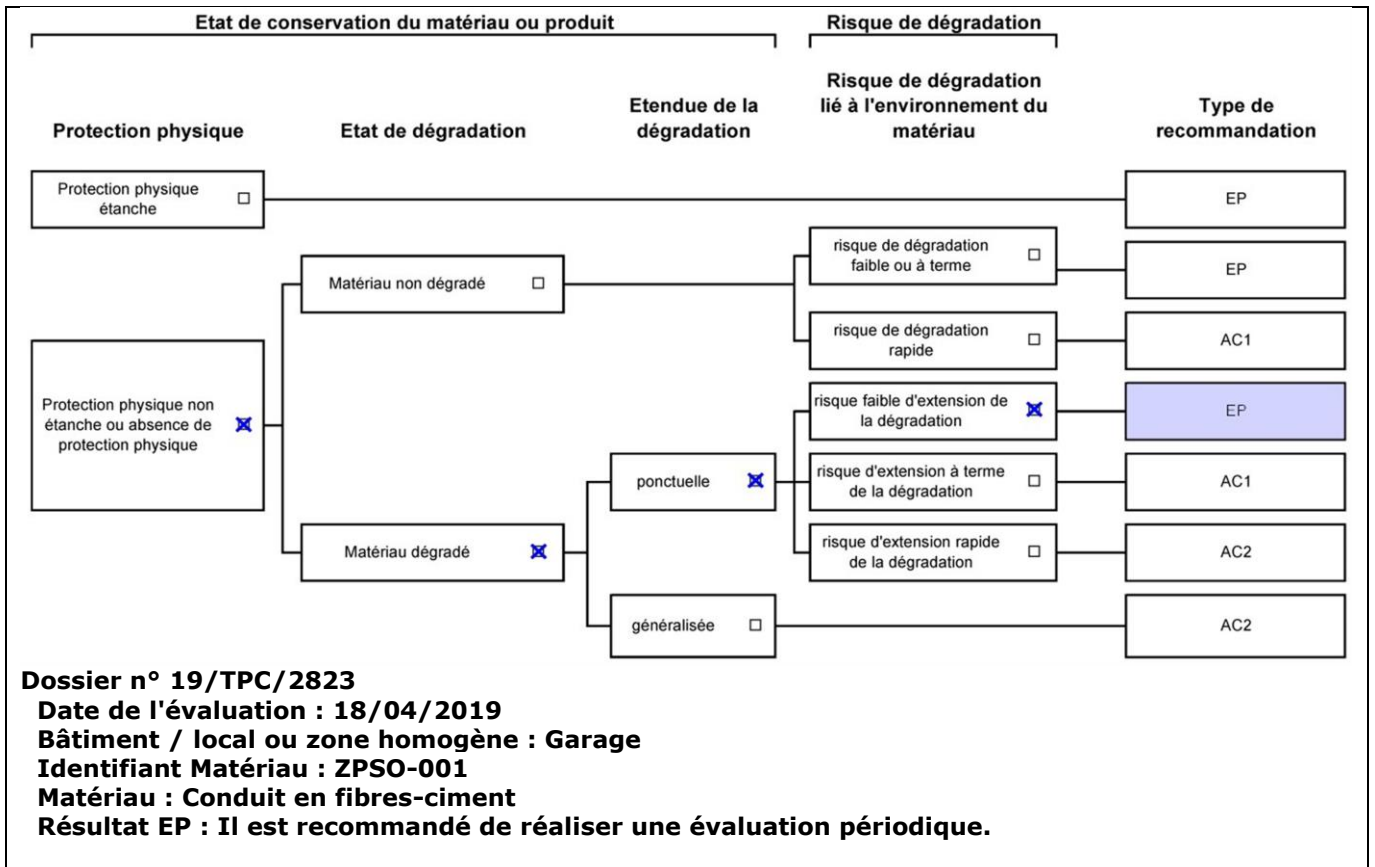 Etat de conservation du matériau ou produit
Risque de dégradation
Protection physique
Etat de dégradation
Etendue de la
dégradation
Risque de dégradation
lié à l'environnement du
matériau
Type de
recommandation
Protection physique
étanche
EP
risque de dégradation
faible ou à terme
EP
Matériau non dégradé
risque de dégradation
rapide
AC1
Protection physique non
étanche ou absence de
protection physique
risque faible d'extension de
la dégradation
EP
ponctuelle
risque d'extension à terme
de la dégradation
AC1
Matériau dégradé
risque d'extension rapide
de la dégradation
AC2
généralisée
AC2
Dossier n° 19/TPC/2823
Date de l'évaluation : 18/04/2019
Bâtiment / local ou zone homogène : Garage
Identifiant Matériau : ZPSO-001
Matériau : Conduit en fibres-ciment
Résultat EP : Il est recommandé de réaliser une évaluation périodique.